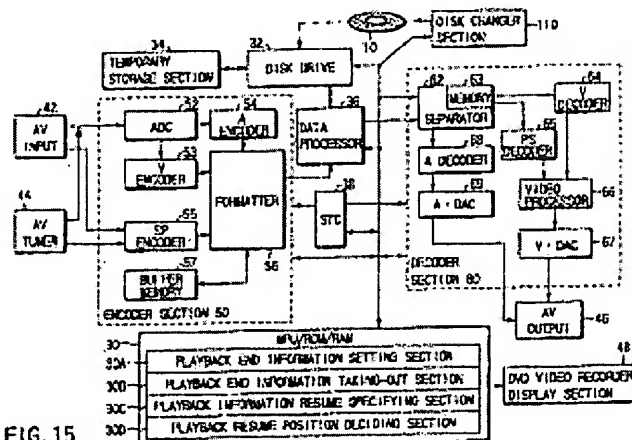 34
TEMPORARY
STORAGE SECTION
32
DISK DRIVE
10
DISK CHANGER
SECTION
42
AV
INPUT
44
AV
TUNER
52
ADC
54
A
ENCODER
53
V
ENCODER
55
SP
ENCODER
57
BUFFER
MEMORY
FORMATTER
56
ENCODER SECTION 50
36
DATA
PROCESSOR
38
STC
62
63
MEMORY
SEPARATOR
64
V
DECODER
65
DECODER
68
A DECODER
69
A · DAC
VIDEO
PROCESSOR
66
V · DAC
67
DECODER
SECTION 60
AV
OUTPUT
46
30
MPU/ROM/RAM
30A
PLAYBACK END INFORMATION SETTING SECTION
30B
PLAYBACK END INFORMATION TAKING-OUT SECTION
30C
PLAYBACK INFORMATION RESUME SPECIFYING SECTION
30D
PLAYBACK RESUME POSITION DECIDING SECTION
48
DVD VIDEO RECORDER
DISPLAY SECTION
FIG. 15